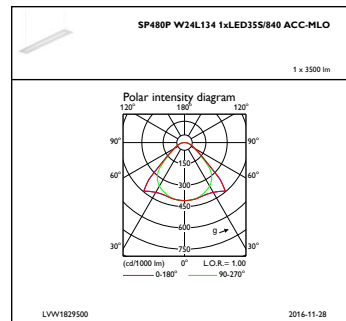 SP480P W24L134 1xLED35S/840 ACC-MLO
1 x 3500 lm
Polar intensity diagram
120° 180° 120°
90° 90°
150
60° 60°
300
450
600
g
750
30° 30°
(cd/1000 lm) 0° L.O.R.= 1.00
0-180° 90-270°
LVW1829500 2016-11-28